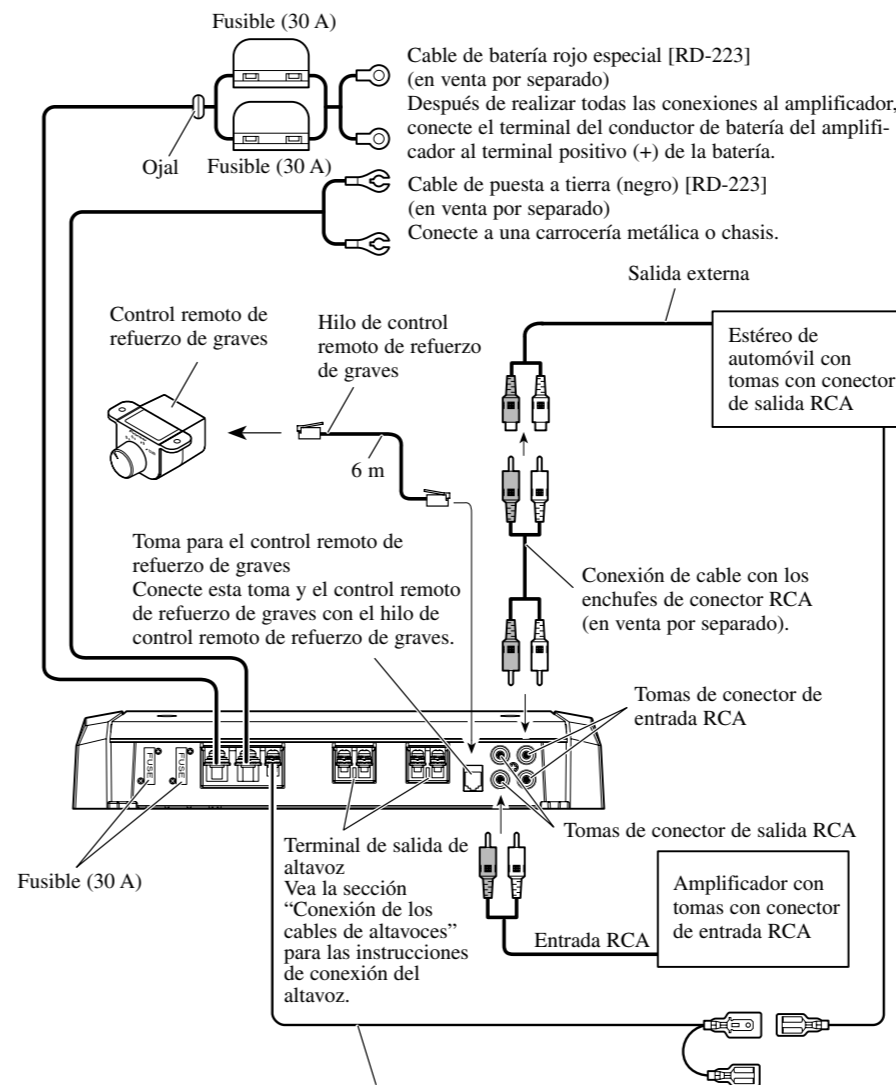 Fusible (30 A)
Cable de batería rojo especial [RD-223]
(en venta por separado)
Después de realizar todas las conexiones al amplificador,
conecte el terminal del conductor de batería del amplifi-
cador al terminal positivo (+) de la batería.
Ojal
Fusible (30 A)
Cable de puesta a tierra (negro) [RD-223]
(en venta por separado)
Conecte a una carrocería metálica o chasis.
Salida externa
Control remoto de
refuerzo de graves
Hilo de control
remoto de refuerzo
de graves
Estéreo de
automóvil con
tomas con conector
de salida RCA
6 m
Toma para el control remoto de
refuerzo de graves
Conecte esta toma y el control remoto
de refuerzo de graves con el hilo de
control remoto de refuerzo de graves.
Conexión de cable con los
enchufes de conector RCA
(en venta por separado).
Tomas de conector de
entrada RCA
FUSE
FUSE
Tomas de conector de salida RCA
Fusible (30 A)
Terminal de salida de
altavoz
Vea la sección
“Conexión de los
cables de altavoces”
para las instrucciones
de conexión del
altavoz.
Amplificador con
tomas con conector
de entrada RCA
Entrada RCA